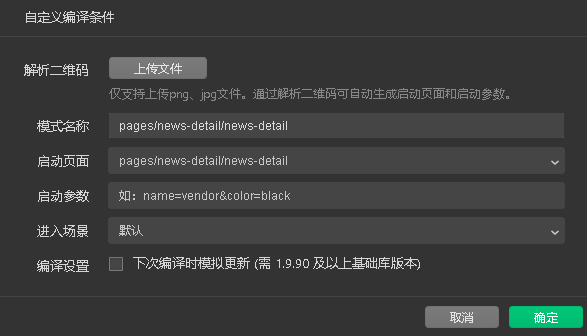 自定义编译条件
解析二维码 上传文件
仅支持上传png、jpg文件。通过解析二维码可自动生成启动页面和启动参数。
模式名称 pages/news-detail/news-detail
启动页面 pages/news-detail/news-detail
启动参数 如：name=vendor&color=black
进入场景 默认
编译设置 下次编译时模拟更新 (需 1.9.90 及以上基础库版本)
取消 确定